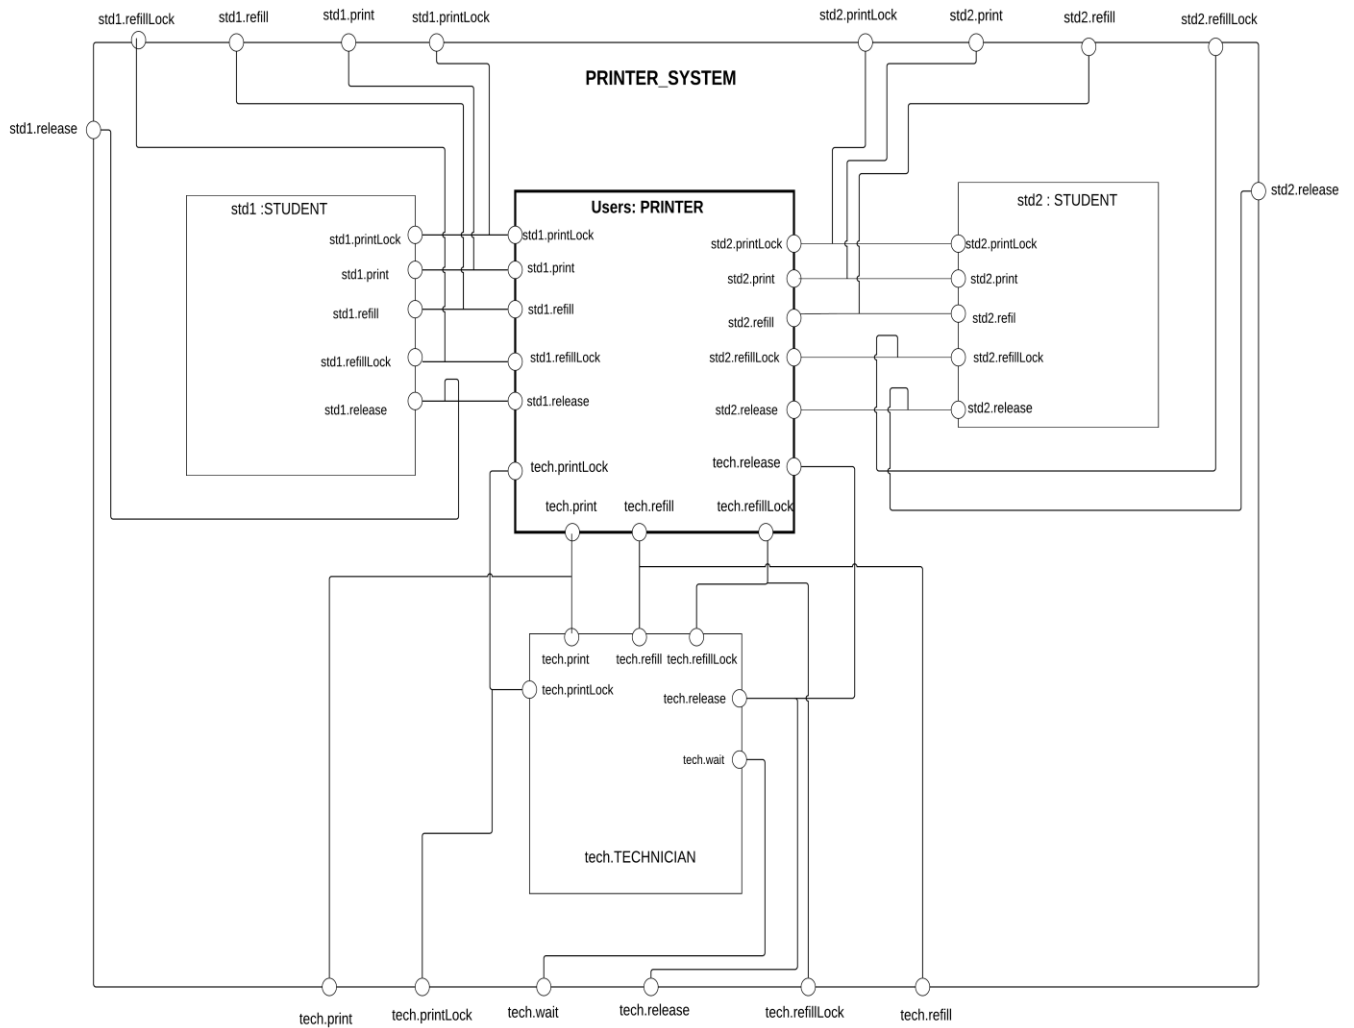 std1.refillLock
std1.refill
std1.print
std1.printLock
std2.printLock
std2.print
std2.refill
std2.refillLock
PRINTER_SYSTEM
std1.release
std2.release
std1 :STUDENT
std1.printLock
std1.print
std1.refill
std1.refillLock
std1.release
Users: PRINTER
std1.printLock
std1.print
std1.refill
std1.refillLock
std1.release
tech.printLock
std2.printLock
std2.print
std2.refill
std2.refillLock
std2.release
tech.release
tech.print
tech.refill
tech.refillLock
std2 : STUDENT
std2.printLock
std2.print
std2.refil
std2.refillLock
std2.release
tech.print
tech.refill
tech.refillLock
tech.printLock
tech.release
tech.wait
tech.TECHNICIAN
tech.print
tech.printLock
tech.wait
tech.release
tech.refillLock
tech.refill